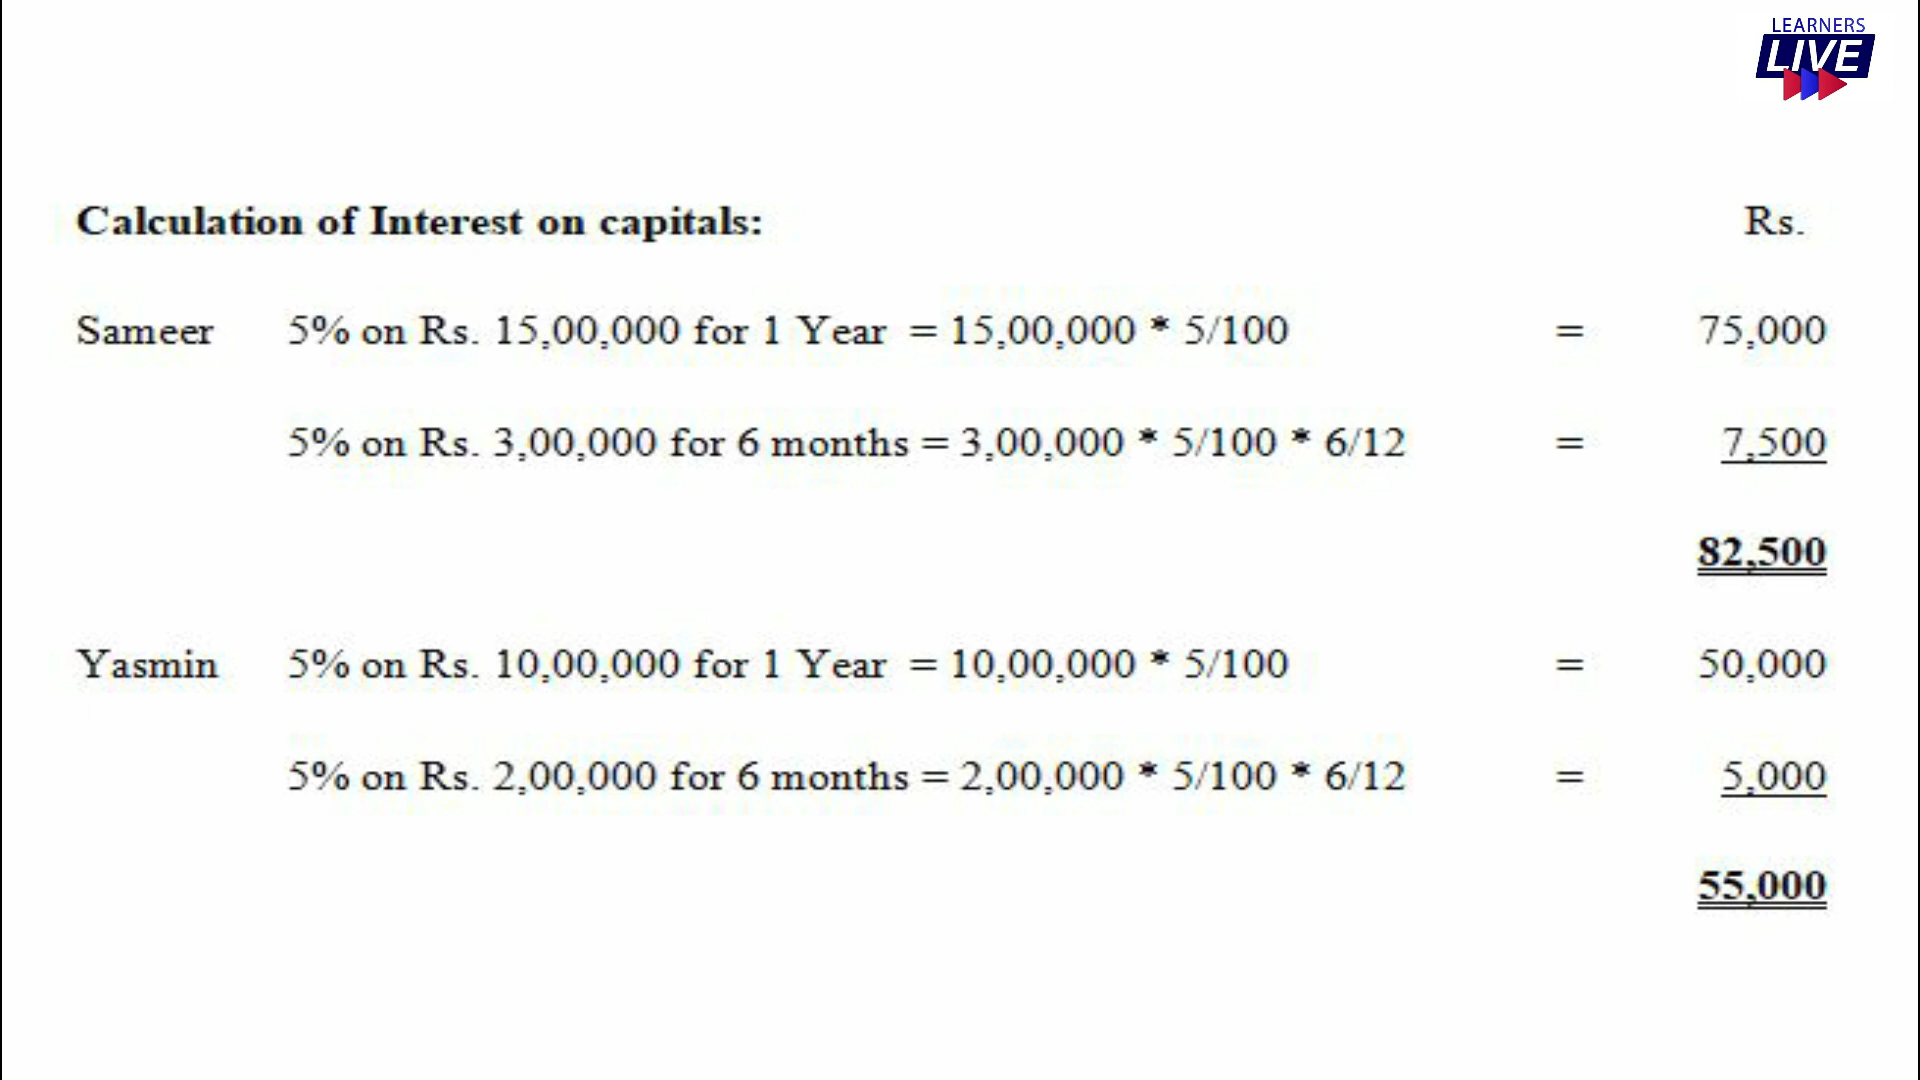 LEARNERS
LIVE
Calculation of Interest on capitals: Rs.
Sameer 5% on Rs. 15,00,000 for 1 Year = 15,00,000 * 5/100 = 75,000
5% on Rs. 3,00,000 for 6 months = 3,00,000 * 5/100 * 6/12 = 7,500
82,500
Yasmin 5% on Rs. 10,00,000 for 1 Year = 10,00,000 * 5/100 = 50,000
5% on Rs. 2,00,000 for 6 months = 2,00,000 * 5/100 * 6/12 = 5,000
55,000